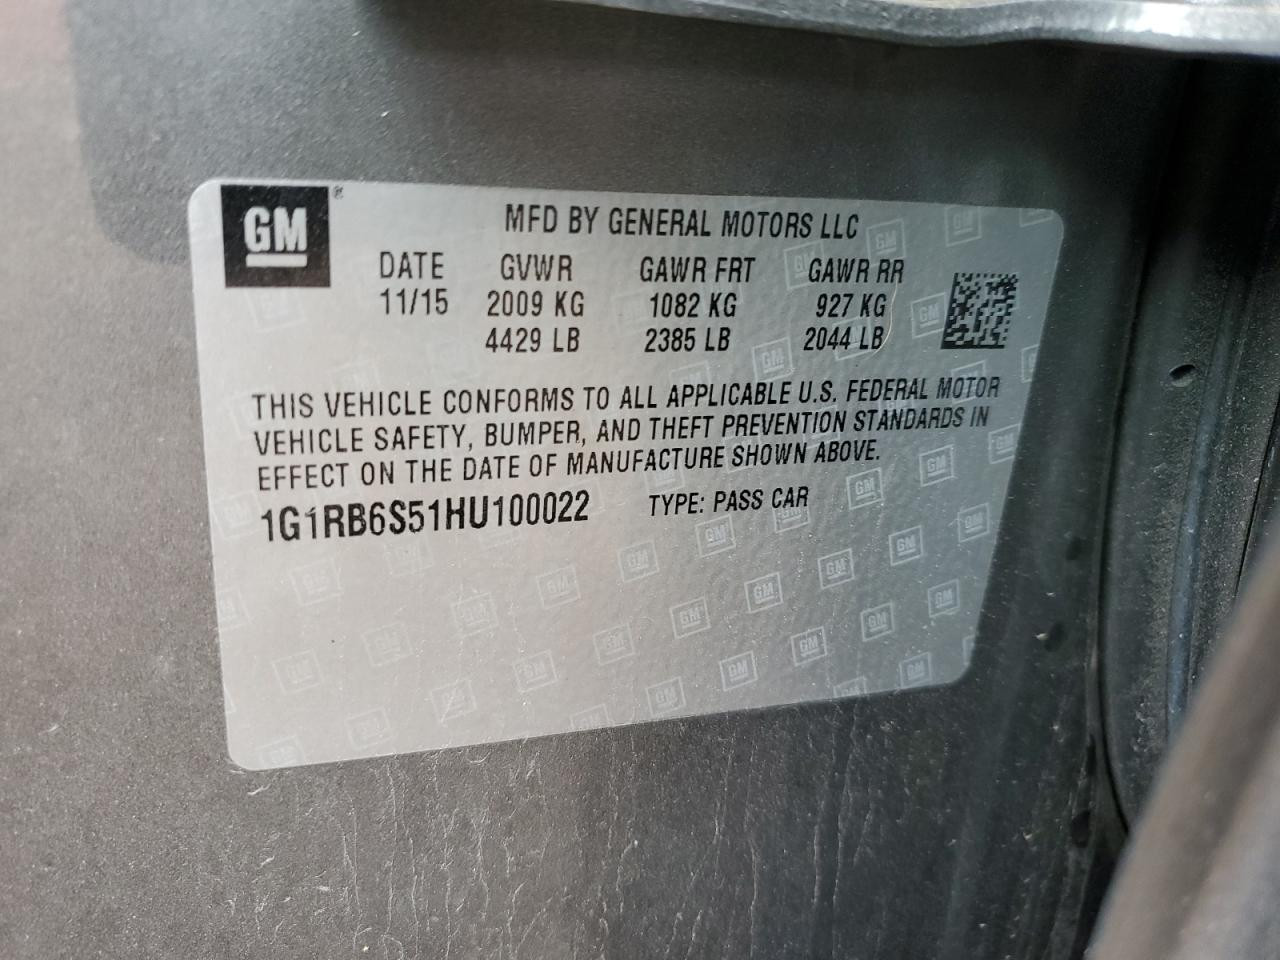 GM ®
MFD BY GENERAL MOTORS LLC
DATE GVWR GAWR FRT GAWR RR
11/15 2009 KG 1082 KG 927 KG
4429 LB 2385 LB 2044 LB
THIS VEHICLE CONFORMS TO ALL APPLICABLE U.S. FEDERAL MOTOR
VEHICLE SAFETY, BUMPER, AND THEFT PREVENTION STANDARDS IN
EFFECT ON THE DATE OF MANUFACTURE SHOWN ABOVE.
1G1RB6S51HU100022 TYPE: PASS CAR